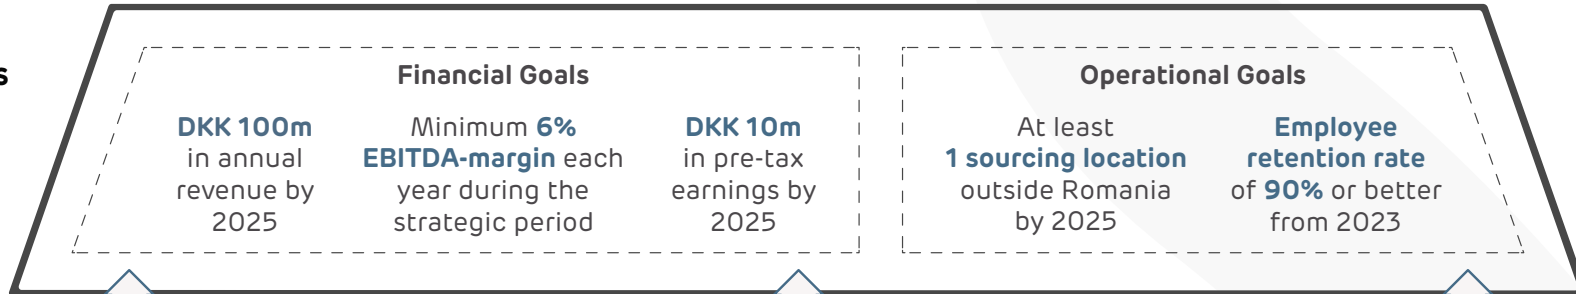 s
Financial Goals
DKK 100m
in annual
revenue by
2025
Minimum 6%
EBITDA-margin each
year during the
strategic period
DKK 10m
in pre-tax
earnings by
2025
Operational Goals
At least
1 sourcing location
outside Romania
by 2025
Employee
retention rate
of 90% or better
from 2023